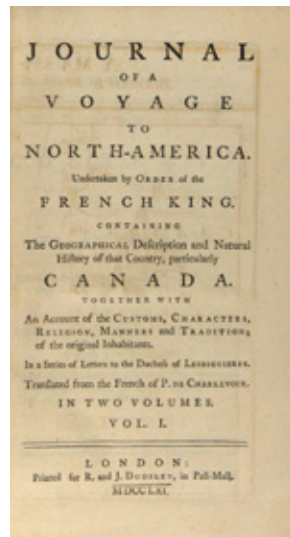 JOURNAL
OF A
VOYAGE
TO
NORTH-AMERICA.
Undertaken by ORDER of the
FRENCH KING.
CONTAINING
The GEOGRAPHICAL Description and Natural
History of that Country, particularly
CANADA.
TOGETHER WITH
An Account of the CUSTOMS, CHARACTERS,
RELIGION, MANNERS and TRADITIONS
of the original Inhabitants.
In a Series of Letters to the Duchess of LESDIGUIERES.
Translated from the French of P. DE CHARLEVOIX.
IN TWO VOLUMES.
VOL. I.
LONDON:
Printed for R. and J. DODSLEY, in Pall-Mall.
MDCCLXI.